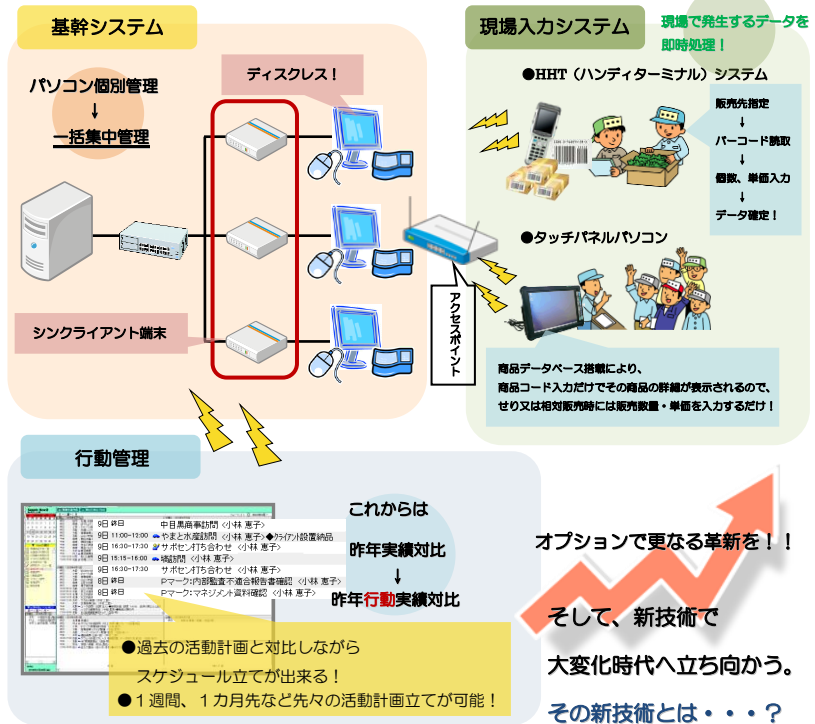 基幹システム
パソコン個別管理
↓
一括集中管理
ディスクレス！
シンクライアント端末
アクセスポイント
現場入力システム
現場で発生するデータを
即時処理！
●HHT（ハンディターミナル）システム
販売先指定
↓
バーコード読取
↓
個数、単価入力
↓
データ確定！
●タッチパネルパソコン
商品データベース搭載により、
商品コード入力だけでその商品の詳細が表示されるので、
せり又は相対販売時には販売数量・単価を入力するだけ！
行動管理
9日 終日 中目黒商事訪問 <小林 恵子>
9日 11:00-12:00 やまと水産訪問 <小林 恵子>◆クライアント設置納品
9日 16:30-17:30 サポセン打ち合わせ <小林 恵子>
9日 15:15-16:00 訪問 <小林 恵子>
9日 16:30-17:30 サポセン打ち合わせ <小林 恵子>
8日 終日 Pマーク:内部監査不適合報告書確認 <小林 恵子>
8日 終日 Pマーク:マネジメント資料確認 <小林 恵子>
これからは
昨年実績対比
↓
昨年行動実績対比
●過去の活動計画と対比しながら
スケジュール立てが出来る！
●１週間、１カ月先など先々の活動計画立てが可能！
オプションで更なる革新を！！
そして、新技術で
大変化時代へ立ち向かう。
その新技術とは・・・？